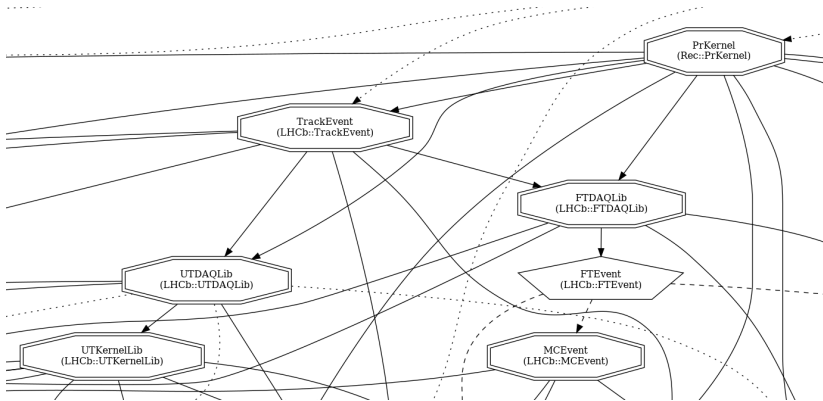 PrKernel
(Rec::PrKernel)
TrackEvent
(LHCb::TrackEvent)
FTDAQLib
(LHCb::FTDAQLib)
UTDAQLib
(LHCb::UTDAQLib)
FTEvent
(LHCb::FTEvent)
UTKernelLib
(LHCb::UTKernelLib)
MCEvent
(LHCb::MCEvent)